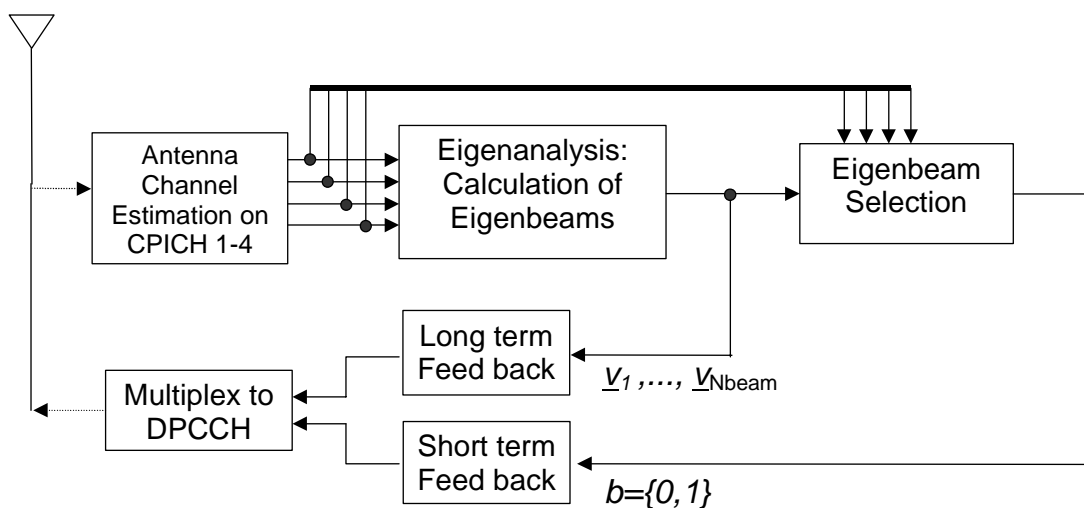 Antenna
Channel
Estimation on
CPICH 1-4
Eigenanalysis:
Calculation of
Eigenbeams
Eigenbeam
Selection
Long term
Feed back
v1 ,..., vNbeam
Multiplex to
DPCCH
Short term
Feed back
b={0,1}